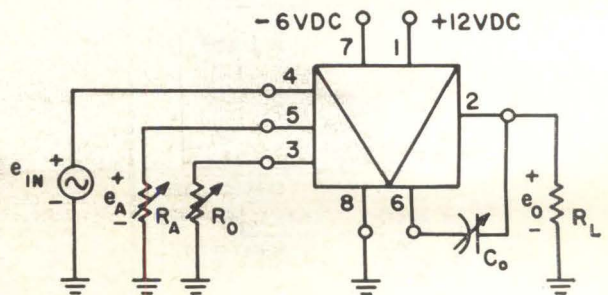 -6VDC +12VDC
7 1
4
5
3
2
8 6
+ e_IN -
+ e_A - R_A
R_O
C_O
+ e_O - R_L